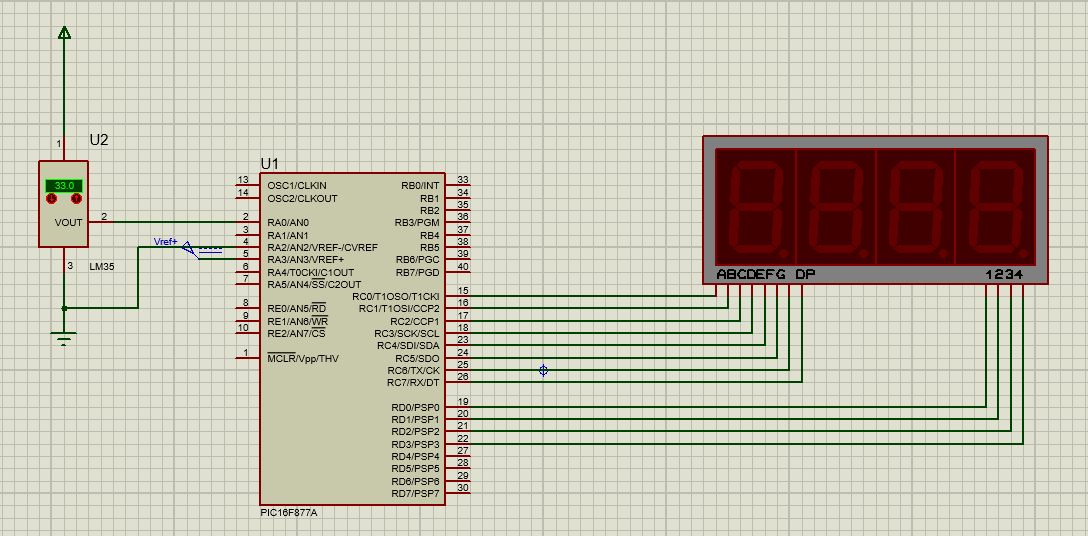 U2
1
33.0
VOUT
2
3
LM35
Vref+
U1
13 OSC1/CLKIN
14 OSC2/CLKOUT
2 RA0/AN0
3 RA1/AN1
4 RA2/AN2/VREF-/CVREF
5 RA3/AN3/VREF+
6 RA4/T0CKI/C1OUT
7 RA5/AN4/SS/C2OUT
8 RE0/AN5/RD
9 RE1/AN6/WR
10 RE2/AN7/CS
1 MCLR/Vpp/THV
RB0/INT 33
RB1 34
RB2 35
RB3/PGM 36
RB4 37
RB5 38
RB6/PGC 39
RB7/PGD 40
RC0/T1OSO/T1CKI 15
RC1/T1OSI/CCP2 16
RC2/CCP1 17
RC3/SCK/SCL 18
RC4/SDI/SDA 23
RC5/SDO 24
RC6/TX/CK 25
RC7/RX/DT 26
RD0/PSP0 19
RD1/PSP1 20
RD2/PSP2 21
RD3/PSP3 22
RD4/PSP4 27
RD5/PSP5 28
RD6/PSP6 29
RD7/PSP7 30
PIC16F877A
ABCDEFG DP 1234